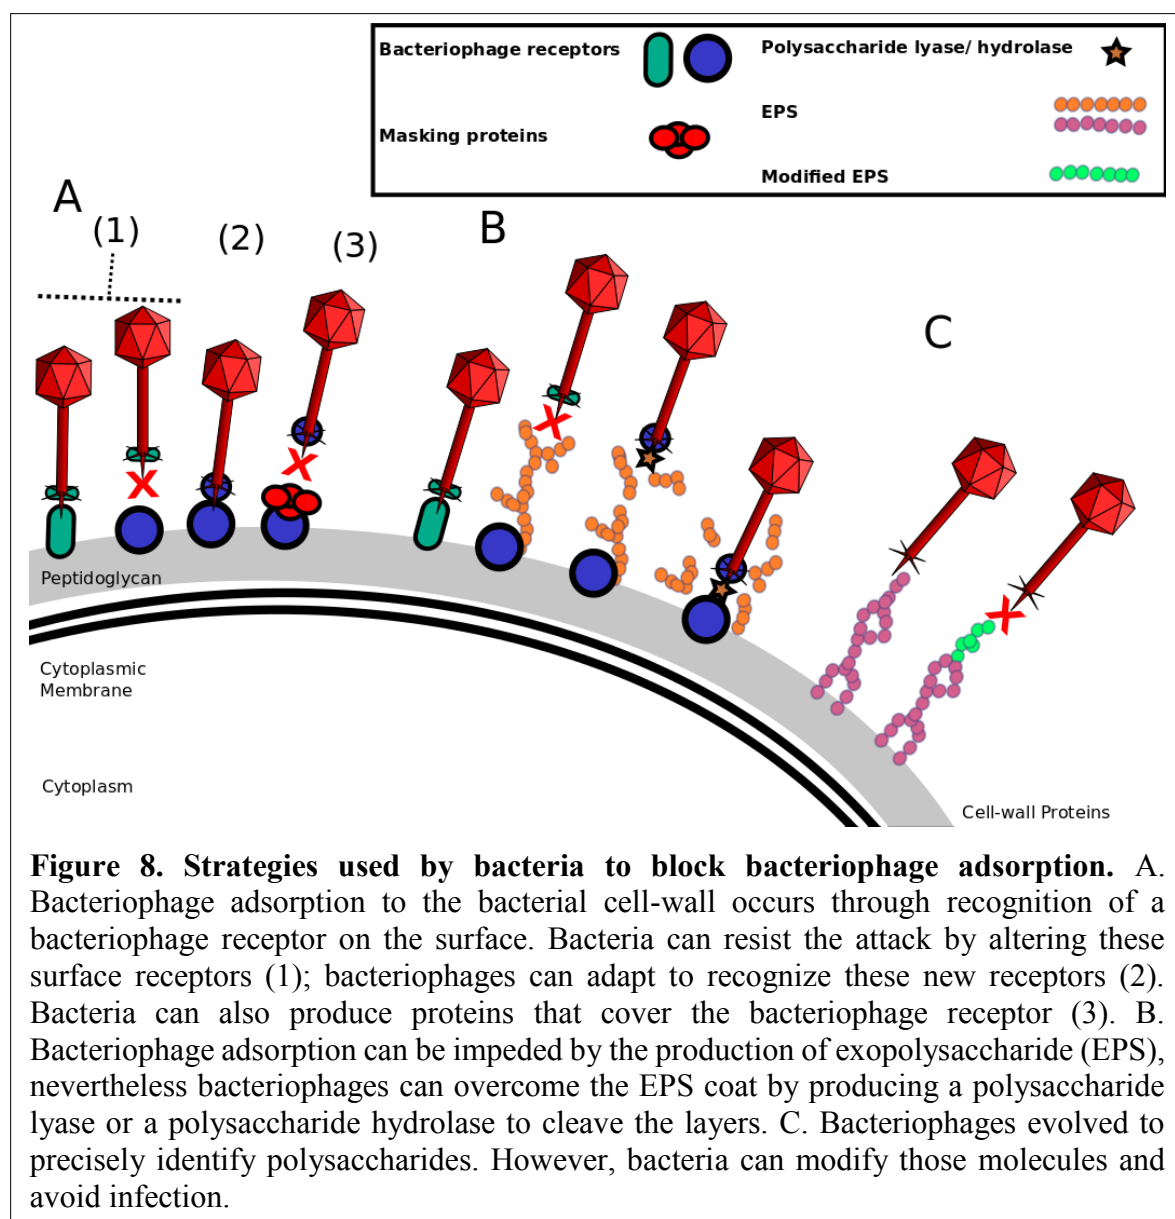 Bacteriophage receptors
Polysaccharide lyase/ hydrolase
EPS
Masking proteins
Modified EPS
A
(1)
(2)
(3)
B
C
Peptidoglycan
Cytoplasmic
Membrane
Cytoplasm
Cell-wall Proteins
Figure 8. Strategies used by bacteria to block bacteriophage adsorption. A.
Bacteriophage adsorption to the bacterial cell-wall occurs through recognition of a
bacteriophage receptor on the surface. Bacteria can resist the attack by altering these
surface receptors (1); bacteriophages can adapt to recognize these new receptors (2).
Bacteria can also produce proteins that cover the bacteriophage receptor (3). B.
Bacteriophage adsorption can be impeded by the production of exopolysaccharide (EPS),
nevertheless bacteriophages can overcome the EPS coat by producing a polysaccharide
lyase or a polysaccharide hydrolase to cleave the layers. C. Bacteriophages evolved to
precisely identify polysaccharides. However, bacteria can modify those molecules and
avoid infection.